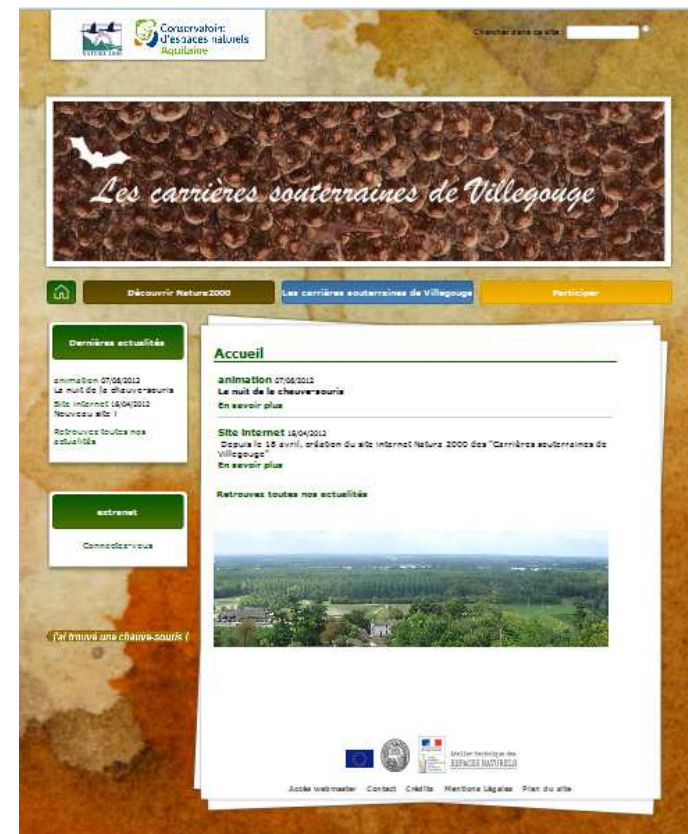 NATURA 2000
Conservatoire
d'espaces naturels
Aquitaine
Chercher dans ce site :
Les carrières souterraines de Villegouge
Découvrir Natura2000
Les carrières souterraines de Villegouge
Participer
Dernières actualités
animation 07/08/2012
La nuit de la chauve-souris
Site internet 18/04/2012
Nouveau site !
Retrouvez toutes nos
actualités
extranet
Connectez-vous
j'ai trouvé une chauve-souris !
Accueil
animation 07/08/2012
La nuit de la chauve-souris
En savoir plus
Site internet 18/04/2012
Depuis le 18 avril, création du site internet Natura 2000 des "Carrières souterraines de
Villegouge"
En savoir plus
Retrouvez toutes nos actualités
Atelier technique des
ESPACES NATURELS
Accès webmaster Contact Crédits Mentions Légales Plan du site